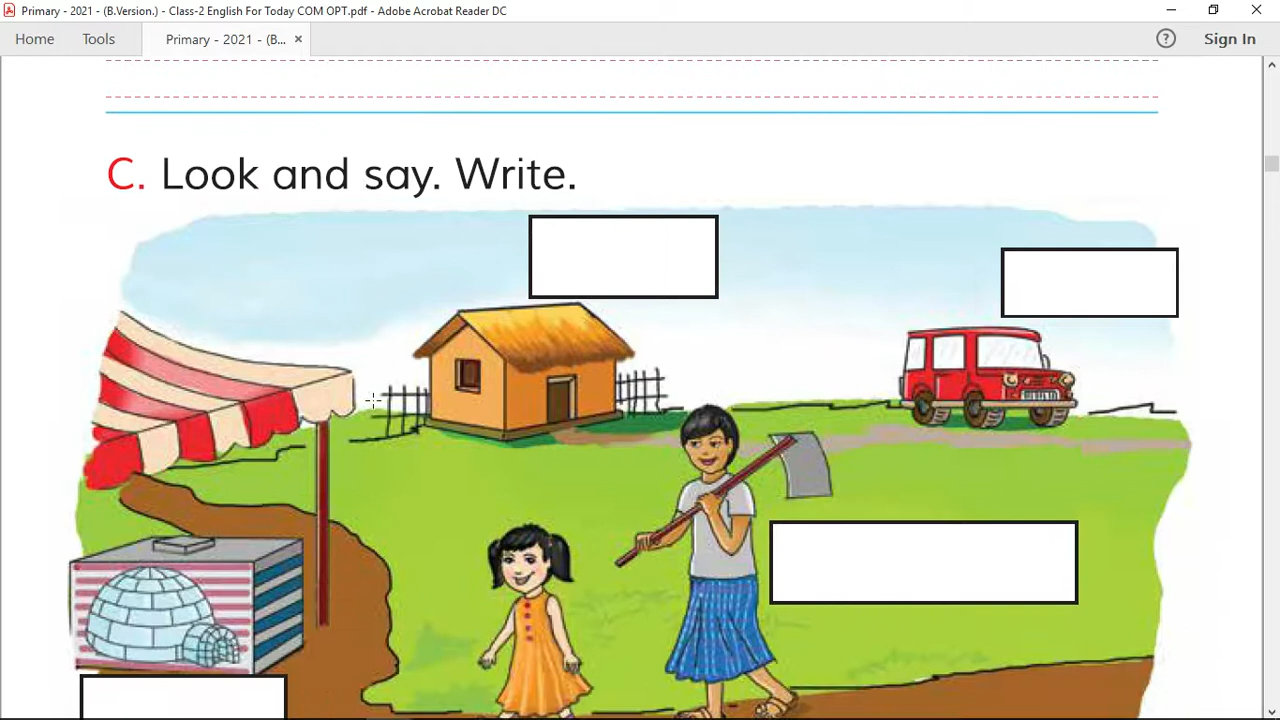 Primary - 2021 - (B.Version.) - Class-2 English For Today COM OPT.pdf - Adobe Acrobat Reader DC
Home Tools Primary - 2021 - (B... × ? Sign In
C. Look and say. Write.